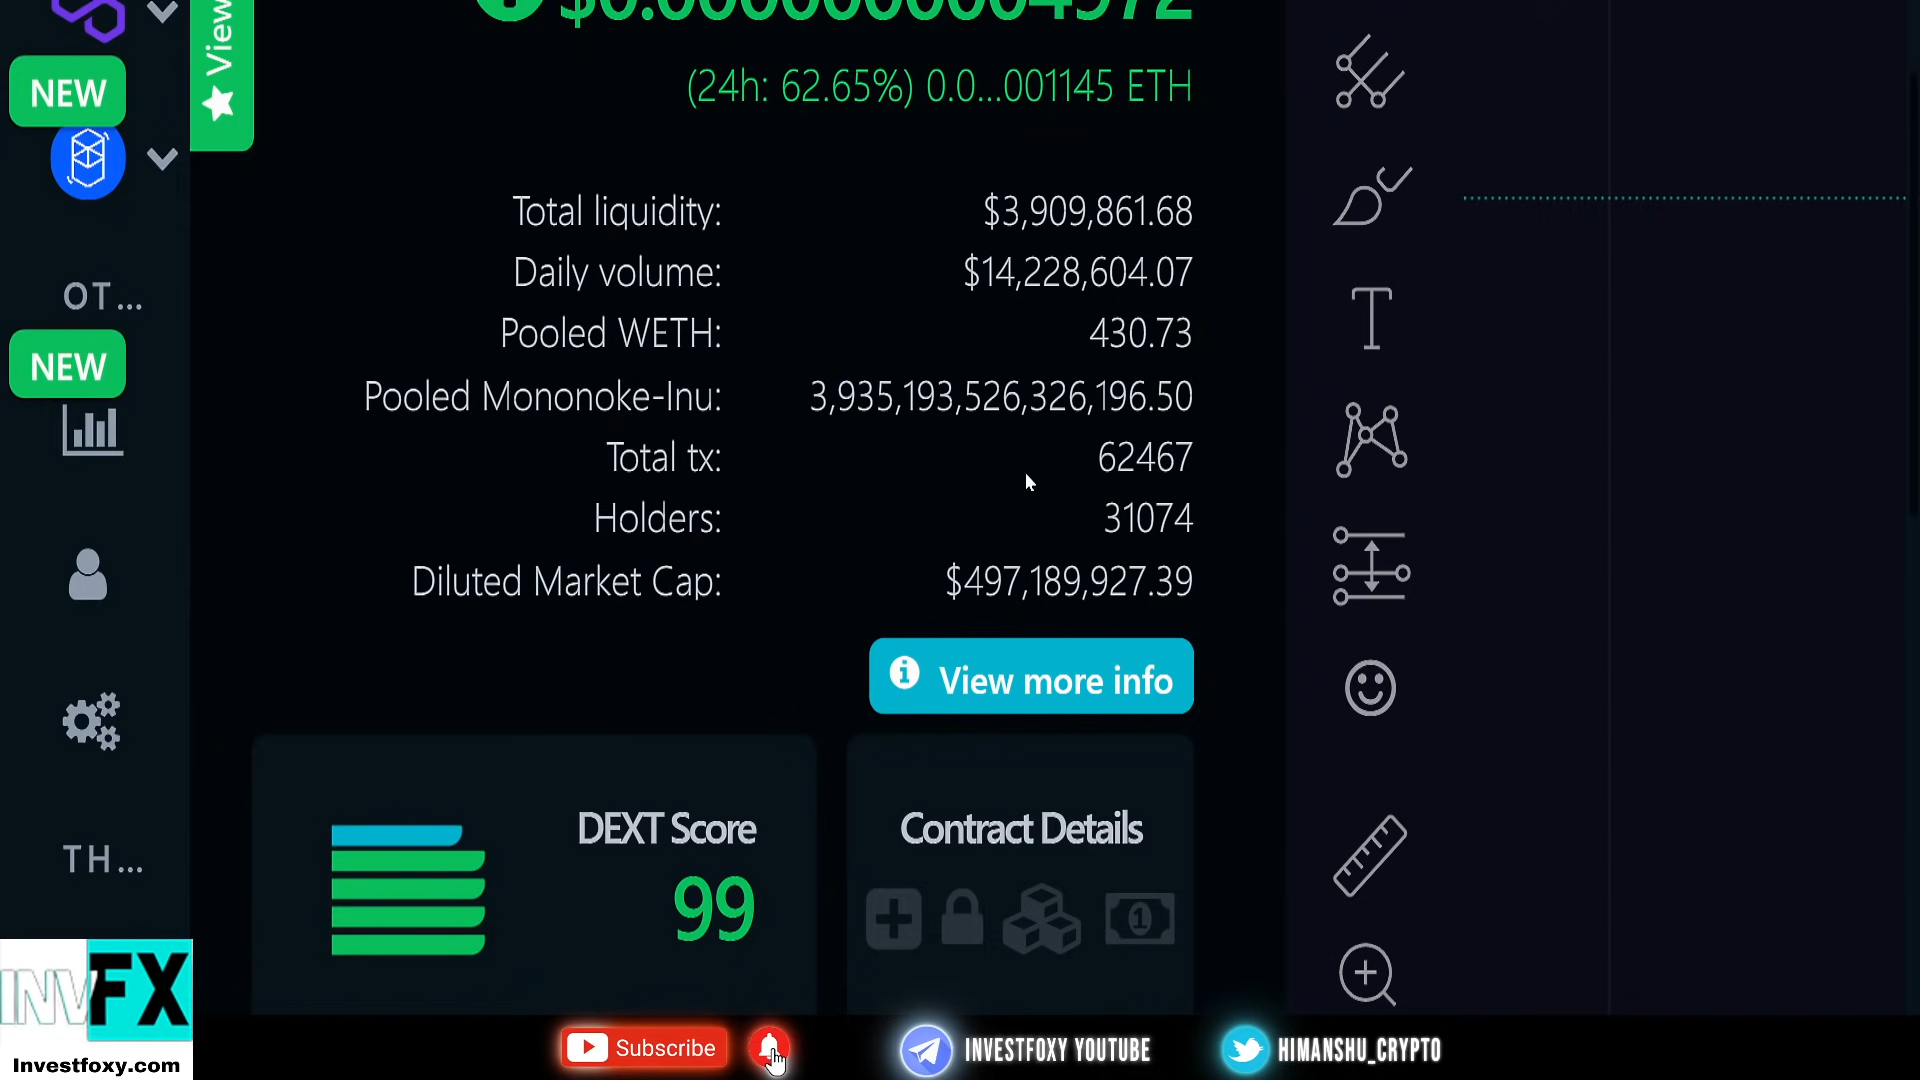 $0.0000000004972
View
NEW
(24h: 62.65%) 0.0...001145 ETH
Total liquidity: $3,909,861.68
Daily volume: $14,228,604.07
OT...
Pooled WETH: 430.73
NEW
Pooled Mononoke-Inu: 3,935,193,526,326,196.50
Total tx: 62467
Holders: 31074
Diluted Market Cap: $497,189,927.39
View more info
DEXT Score
99
Contract Details
TH...
INVFX
Investfoxy.com
Subscribe
INVESTFOXY YOUTUBE
HIMANSHU_CRYPTO